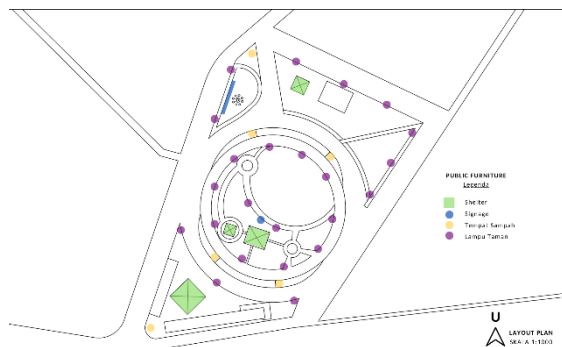 PUBLIC FURNITURE
Legenda
Shelter
Signage
Tempat Sampah
Lampu Taman
U
LAYOUT PLAN
SKALA 1:1000